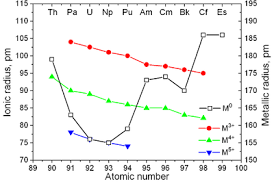 Th Pa U Np Pu Am Cm Bk Cf Es
Ionic radius, pm
115
110
105
100
95
90
85
80
75
70
Metallic radius, pm
195
190
185
180
175
170
165
160
155
150
M⁰
M³⁺
M⁴⁺
M⁵⁺
89 90 91 92 93 94 95 96 97 98 99 100
Atomic number